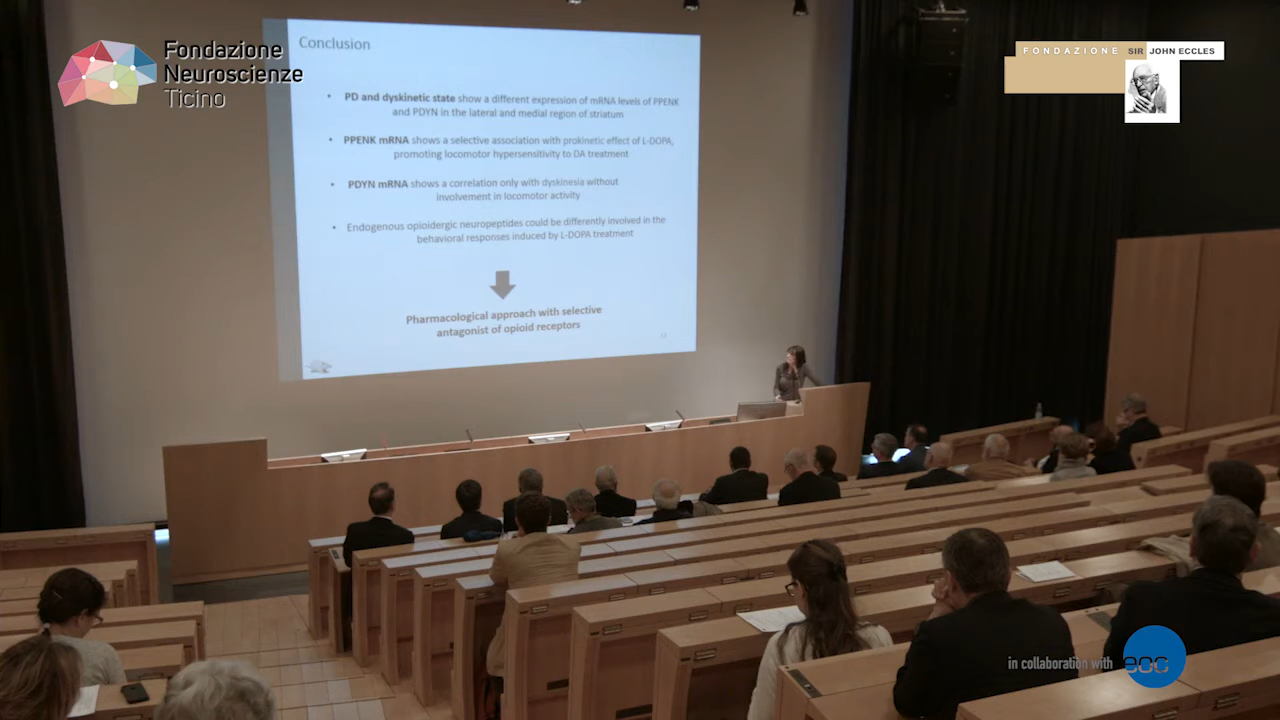 Fondazione
Neuroscienze
Ticino
FONDAZIONE SIR JOHN ECCLES
Conclusion
• PD and dyskinetic state show a different expression of mRNA levels of PPENK
and PDYN in the lateral and medial region of striatum
• PPENK mRNA shows a selective association with prokinetic effect of L-DOPA,
promoting locomotor hypersensitivity to DA treatment
• PDYN mRNA shows a correlation only with dyskinesia without
involvement in locomotor activity
• Endogenous opioidergic neuropeptides could be differently involved in the
behavioral responses induced by L-DOPA treatment
Pharmacological approach with selective
antagonist of opioid receptors
in collaboration with eoc